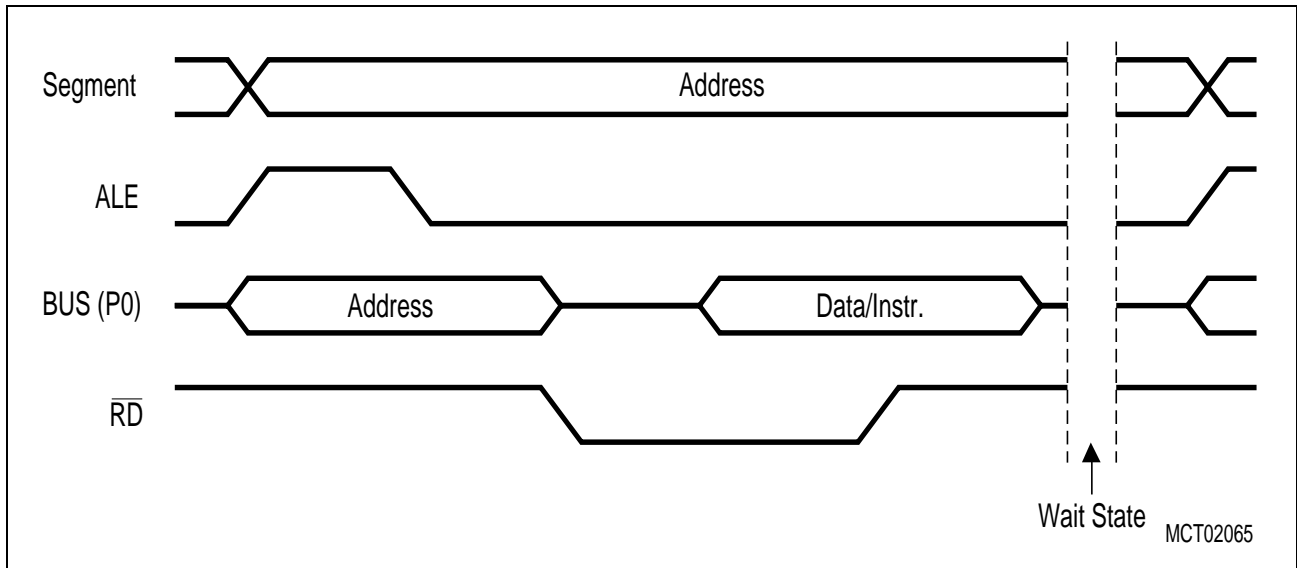 Segment
Address
ALE
BUS (P0)
Address
Data/Instr.
RD
Wait State
MCT02065